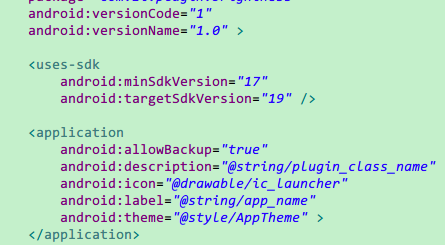 android:versionCode="1"
android:versionName="1.0" >
<uses-sdk
android:minSdkVersion="17"
android:targetSdkVersion="19" />
<application
android:allowBackup="true"
android:description="@string/plugin_class_name"
android:icon="@drawable/ic_launcher"
android:label="@string/app_name"
android:theme="@style/AppTheme" >
</application>